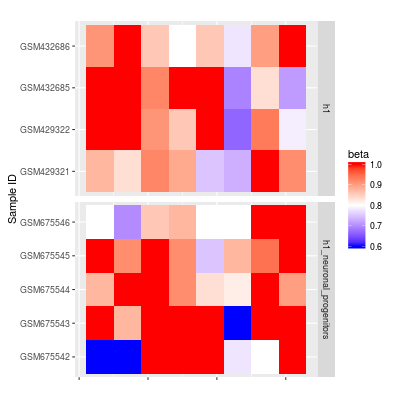 GSM432686
GSM432685
GSM429322
GSM429321
h1
GSM675546
GSM675545
GSM675544
GSM675543
GSM675542
h1_neuronal_progenitors
Sample ID
beta
1.0
0.9
0.8
0.7
0.6